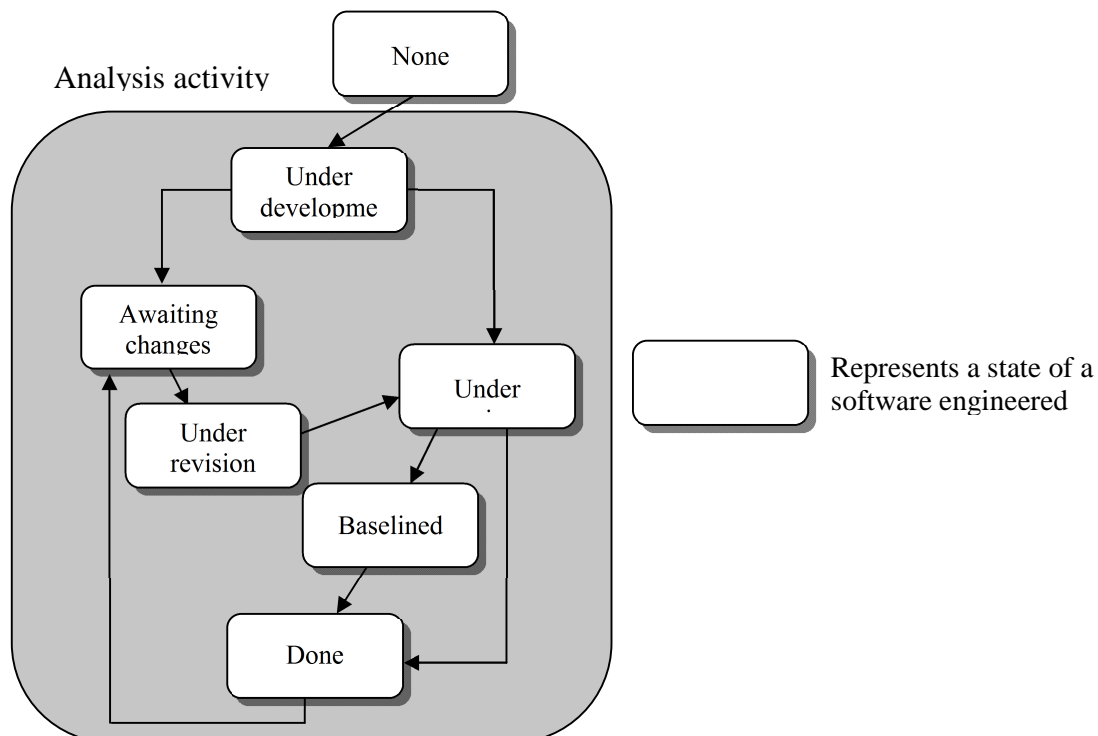 None
Analysis activity
Under
developme
Awaiting
changes
Under
Under
revision
Represents a state of a
software engineered
Baselined
Done